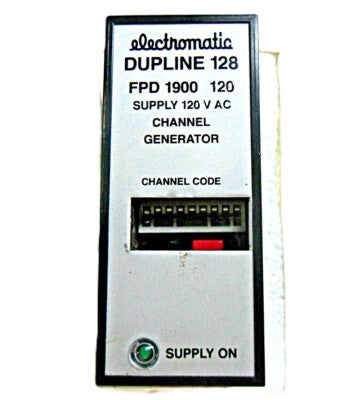 electromatic
DUPLINE 128
FPD 1900 120
SUPPLY 120 V AC
CHANNEL
GENERATOR
CHANNEL CODE
SUPPLY ON